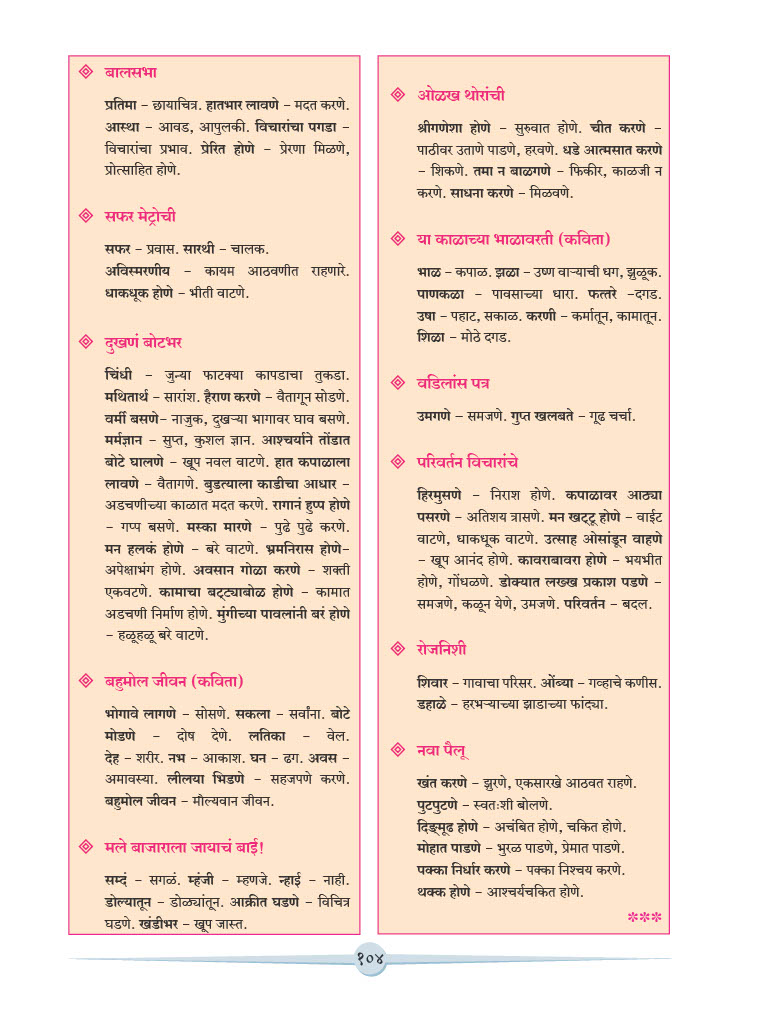 बालसभा
प्रतिमा – छायाचित्र. हातभार लावणे – मदत करणे.
आस्था – आवड, आपुलकी. विचारांचा पगडा –
विचारांचा प्रभाव. प्रेरित होणे – प्रेरणा मिळणे,
प्रोत्साहित होणे.
सफर मेट्रोची
सफर – प्रवास. सारथी – चालक.
अविस्मरणीय – कायम आठवणीत राहणारे.
धाकधूक होणे – भीती वाटणे.
दुखणं बोटभर
चिंधी – जुन्या फाटक्या कापडाचा तुकडा.
मथितार्थ – सारांश. हैराण करणे – वैतागून सोडणे.
वर्मी बसणे– नाजुक, दुखऱ्या भागावर घाव बसणे.
मर्मज्ञान – सुप्त, कुशल ज्ञान. आश्चर्याने तोंडात
बोटे घालणे – खूप नवल वाटणे. हात कपाळाला
लावणे – वैतागणे. बुडत्याला काडीचा आधार –
अडचणीच्या काळात मदत करणे. रागानं हुप्प होणे
– गप्प बसणे. मस्का मारणे – पुढे पुढे करणे.
मन हलकं होणे – बरे वाटणे. भ्रमनिरास होणे–
अपेक्षाभंग होणे. अवसान गोळा करणे – शक्ती
एकवटणे. कामाचा बट्ट्याबोळ होणे – कामात
अडचणी निर्माण होणे. मुंगीच्या पावलांनी बरं होणे
– हळूहळू बरे वाटणे.
बहुमोल जीवन (कविता)
भोगावे लागणे – सोसणे. सकला – सर्वांना. बोटे
मोडणे – दोष देणे. लतिका – वेल.
देह – शरीर. नभ – आकाश. घन – ढग. अवस –
अमावस्या. लीलया भिडणे – सहजपणे करणे.
बहुमोल जीवन – मौल्यवान जीवन.
मले बाजाराला जायाचं बाई!
सम्दं – सगळं. म्हंजी – म्हणजे. न्हाई – नाही.
डोल्यातून – डोळ्यांतून. आक्रीत घडणे – विचित्र
घडणे. खंडीभर – खूप जास्त.
ओळख थोरांची
श्रीगणेशा होणे – सुरुवात होणे. चीत करणे –
पाठीवर उताणे पाडणे, हरवणे. धडे आत्मसात करणे
– शिकणे. तमा न बाळगणे – फिकीर, काळजी न
करणे. साधना करणे – मिळवणे.
या काळाच्या भाळावरती (कविता)
भाळ – कपाळ. झळा – उष्ण वाऱ्याची धग, झुळूक.
पाणकळा – पावसाच्या धारा. फत्तरे –दगड.
उषा – पहाट, सकाळ. करणी – कर्मातून, कामातून.
शिळा – मोठे दगड.
वडिलांस पत्र
उमगणे – समजणे. गुप्त खलबते – गूढ चर्चा.
परिवर्तन विचारांचे
हिरमुसणे – निराश होणे. कपाळावर आठ्या
पसरणे – अतिशय त्रासणे. मन खट्टू होणे – वाईट
वाटणे, धाकधूक वाटणे. उत्साह ओसांडून वाहणे
– खूप आनंद होणे. कावराबावरा होणे – भयभीत
होणे, गोंधळणे. डोक्यात लख्ख प्रकाश पडणे –
समजणे, कळून येणे, उमजणे. परिवर्तन – बदल.
रोजनिशी
शिवार – गावाचा परिसर. ओंब्या – गव्हाचे कणीस.
डहाळे – हरभऱ्याच्या झाडाच्या फांद्या.
नवा पैलू
खंत करणे – झुरणे, एकसारखे आठवत राहणे.
पुटपुटणे – स्वतःशी बोलणे.
दिङ्मूढ होणे – अचंबित होणे, चकित होणे.
मोहात पाडणे – भुरळ पाडणे, प्रेमात पाडणे.
पक्का निर्धार करणे – पक्का निश्चय करणे.
थक्क होणे – आश्चर्यचकित होणे.
***
१०४